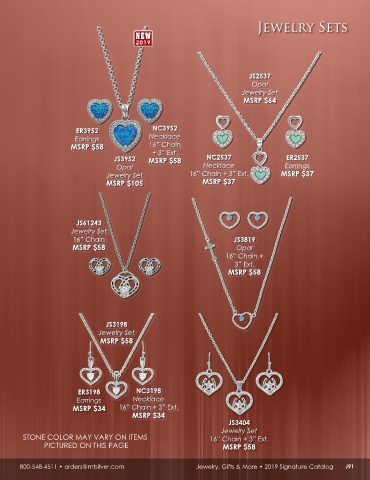 JEWELRY SETS
NEW
2019
JS2537
Opal
Jewelry Set
MSRP $64
ER3952
Earrings
MSRP $58
NC3952
Necklace
16" Chain
+ 3" Ext.
MSRP $58
JS3952
Opal
Jewelry Set
MSRP $105
NC2537
Necklace
16" Chain + 3" Ext.
MSRP $37
ER2537
Earrings
MSRP $37
JS61243
Jewelry Set
16" Chain
MSRP $58
JS3819
Opal
16" Chain +
3" Ext.
MSRP $58
JS3198
Jewelry Set
MSRP $58
ER3198
Earrings
MSRP $34
NC3198
Necklace
16" Chain + 3" Ext.
MSRP $34
JS3404
Jewelry Set
16" Chain + 3" Ext.
MSRP $58
STONE COLOR MAY VARY ON ITEMS
PICTURED ON THIS PAGE
800-548-4511 • orders@mtsilver.com
Jewelry, Gifts & More • 2019 Signature Catalog J91